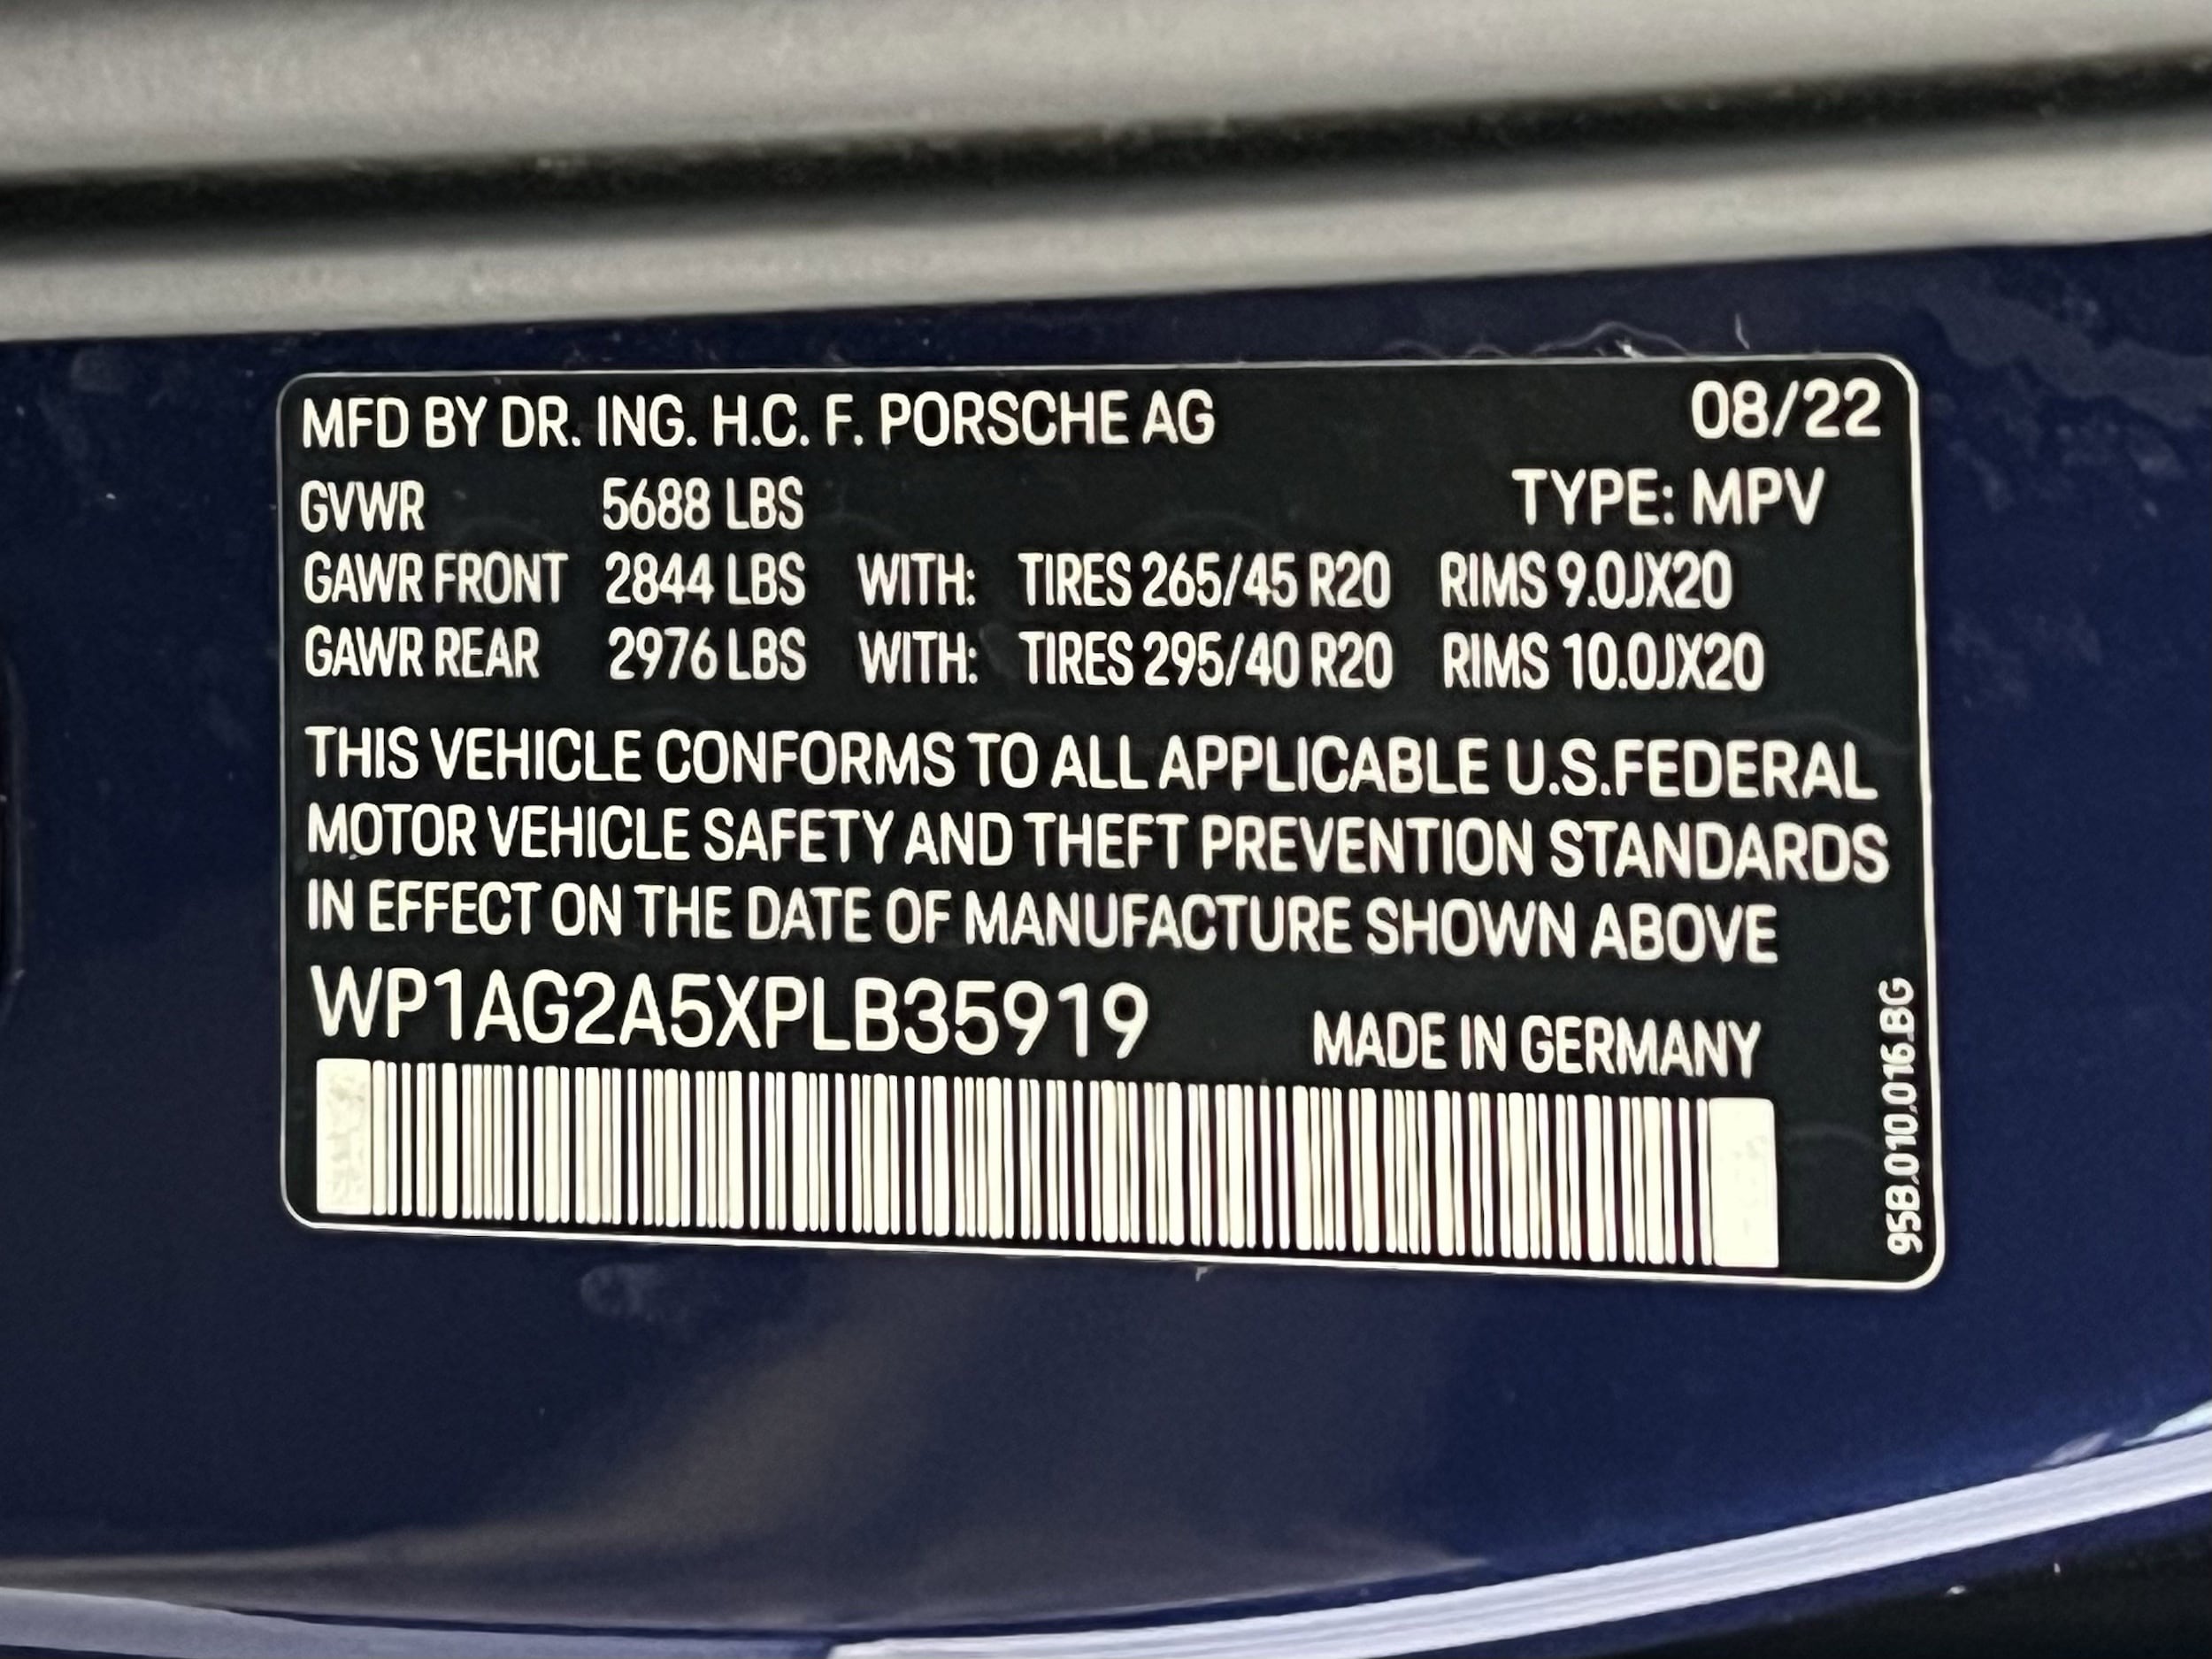 MFD BY DR. ING. H.C. F. PORSCHE AG 08/22
GVWR 5688 LBS TYPE: MPV
GAWR FRONT 2844 LBS WITH: TIRES 265/45 R20 RIMS 9.0JX20
GAWR REAR 2976 LBS WITH: TIRES 295/40 R20 RIMS 10.0JX20
THIS VEHICLE CONFORMS TO ALL APPLICABLE U.S.FEDERAL
MOTOR VEHICLE SAFETY AND THEFT PREVENTION STANDARDS
IN EFFECT ON THE DATE OF MANUFACTURE SHOWN ABOVE
WP1AG2A5XPLB35919 MADE IN GERMANY
95B.010.016.BG